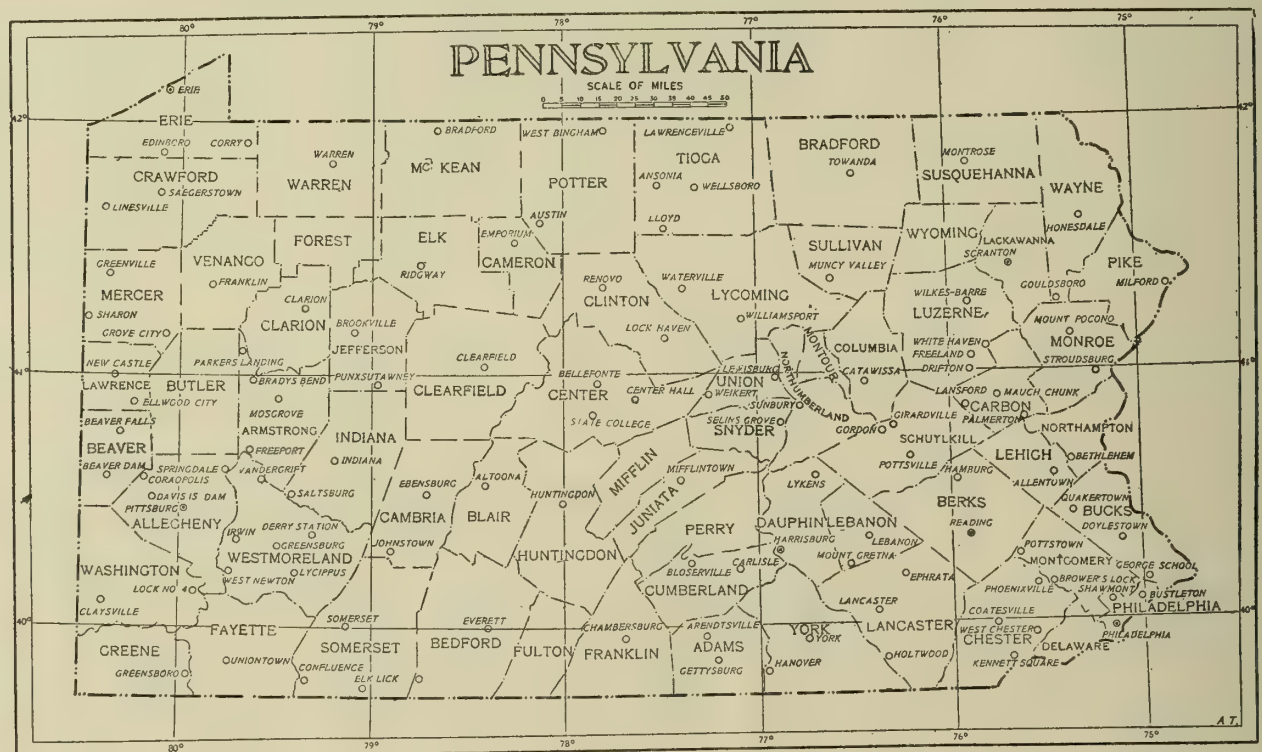 80° 79° 78° 77° 76° 75°
PENNSYLVANIA
SCALE OF MILES
0 5 10 15 20 25 30 35 40 45 50
ERIE
42° ERIE 42°
BRADFORD WEST BINGHAM LAWRENCEVILLE
EDINBORO CORRY WARREN McKEAN TIOGA BRADFORD MONTROSE
CRAWFORD WARREN POTTER TOWANDA SUSQUEHANNA
SAEGERSTOWN ANSONIA WELLSBORO WAYNE
LINESVILLE AUSTIN LLOYD HONESDALE
FOREST ELK EMPORIUM WYOMING
VENANGO CAMERON SULLIVAN LACKAWANNA
GREENVILLE RIDGWAY MUNCY VALLEY SCRANTON PIKE
FRANKLIN RENOVO WATERVILLE GOULDSBORO MILFORD
MERCER CLARION CLINTON LYCOMING WILKES-BARRE
SHARON CLARION WILLIAMSPORT LUZERNE
GROVE CITY BROOKVILLE LOCK HAVEN MOUNT POCONO
JEFFERSON MONTOUR COLUMBIA WHITE HAVEN MONROE
NEW CASTLE PARKERS LANDING CLEARFIELD FREELAND STROUDSBURG
41° LEWISBURG DRIFTON 41°
LAWRENCE BUTLER BRADYS BEND PUNXSUTAWNEY BELLEFONTE UNION NORTHUMBERLAND CATAWISSA
CLEARFIELD CENTER CENTER HALL WEIKERT LANSFORD MAUCH CHUNK
ELLWOOD CITY MOSGROVE SUNBURY CARBON
BEAVER FALLS ARMSTRONG STATE COLLEGE SELINS GROVE GIRARDVILLE PALMERTON
BEAVER INDIANA SNYDER GORDON NORTHAMPTON
FREEPORT SCHUYLKILL
BEAVER DAM SPRINGDALE VANDERGRIFT INDIANA MIFFLIN MIFFLINTOWN POTTSVILLE LEHIGH BETHLEHEM
CORAOPOLIS ALTOONA LYKENS HAMBURG ALLENTOWN
DAVIS IS DAM SALTSBURG EBENSBURG HUNTINGDON JUNIATA QUAKERTOWN
PITTSBURG CAMBRIA BLAIR BERKS BUCKS
ALLEGHENY IRWIN DERRY STATION PERRY DAUPHIN LEBANON READING DOYLESTOWN
GREENSBURG JOHNSTOWN HARRISBURG LEBANON
WESTMORELAND HUNTINGDON MOUNT GRETNA POTTSTOWN
WASHINGTON WEST NEWTON LYCIPPUS BLOSERVILLE CARLISLE MONTGOMERY GEORGE SCHOOL
LOCK NO 4 CUMBERLAND EPHRATA PHOENIXVILLE BROWER'S LOCK
CLAYSVILLE LANCASTER SHAWMONT BUSTLETON
40° COATESVILLE PHILADELPHIA 40°
FAYETTE SOMERSET EVERETT CHAMBERSBURG ARENDTSVILLE YORK LANCASTER WEST CHESTER PHILADELPHIA
SOMERSET BEDFORD FULTON FRANKLIN ADAMS YORK CHESTER DELAWARE
GREENE UNIONTOWN GETTYSBURG HANOVER HOLTWOOD KENNETT SQUARE
GREENSBORO CONFLUENCE ELK LICK
A.T.
80° 79° 78° 77° 76° 75°